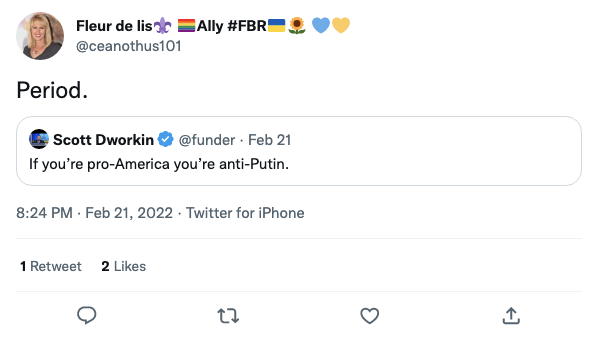 Fleur de lis⚜️ 🏳️‍🌈Ally #FBR🇺🇦🌻 💙💛
@ceanothus101
Period.
Scott Dworkin @funder · Feb 21
If you're pro-America you're anti-Putin.
8:24 PM · Feb 21, 2022 · Twitter for iPhone
1 Retweet 2 Likes